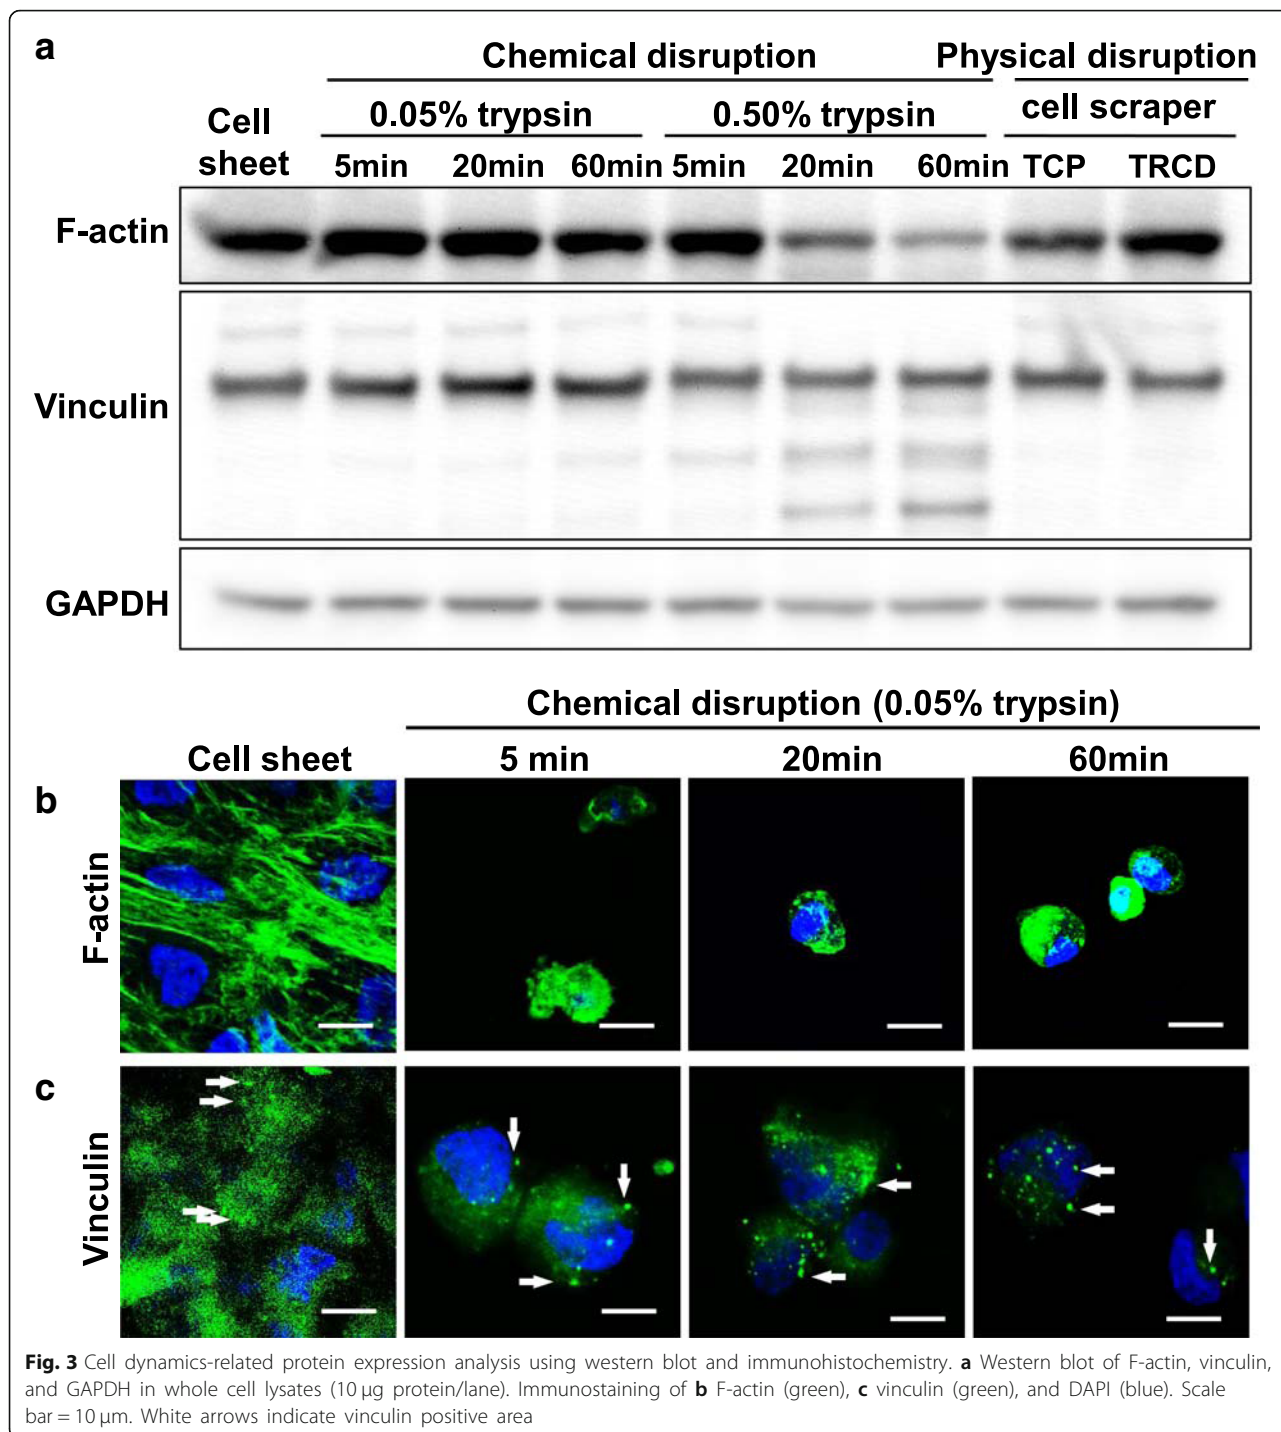 a
Chemical disruption
Physical disruption
Cell sheet
0.05% trypsin
0.50% trypsin
cell scraper
5min 20min 60min 5min 20min 60min TCP TRCD
F-actin
Vinculin
GAPDH
Chemical disruption (0.05% trypsin)
Cell sheet 5 min 20min 60min
b
F-actin
c
Vinculin
Fig. 3 Cell dynamics-related protein expression analysis using western blot and immunohistochemistry. a Western blot of F-actin, vinculin,
and GAPDH in whole cell lysates (10 μg protein/lane). Immunostaining of b F-actin (green), c vinculin (green), and DAPI (blue). Scale
bar = 10 μm. White arrows indicate vinculin positive area